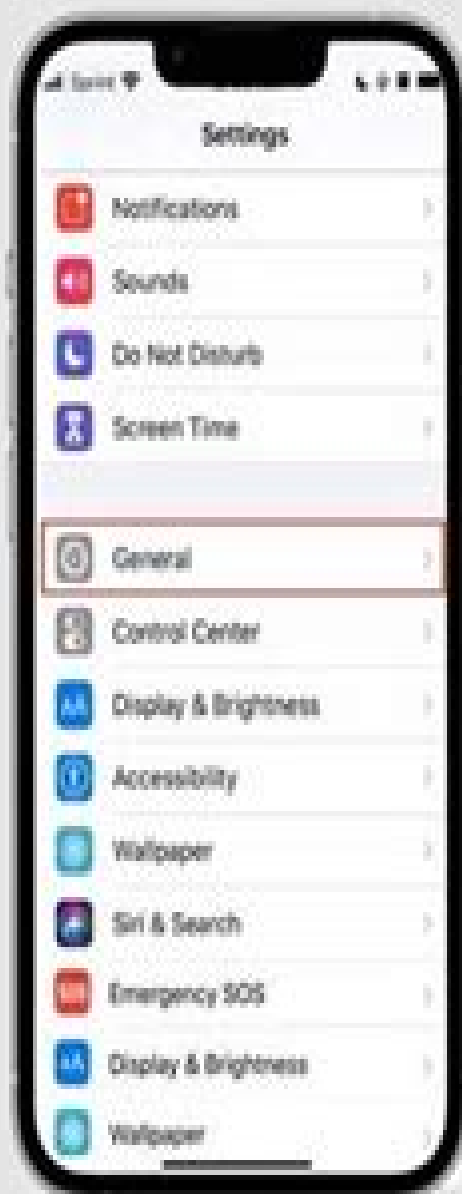 Sprint
Settings
Notifications
Sounds
Do Not Disturb
Screen Time
General
Control Center
Display & Brightness
Accessibility
Wallpaper
Siri & Search
Emergency SOS
Display & Brightness
Wallpaper